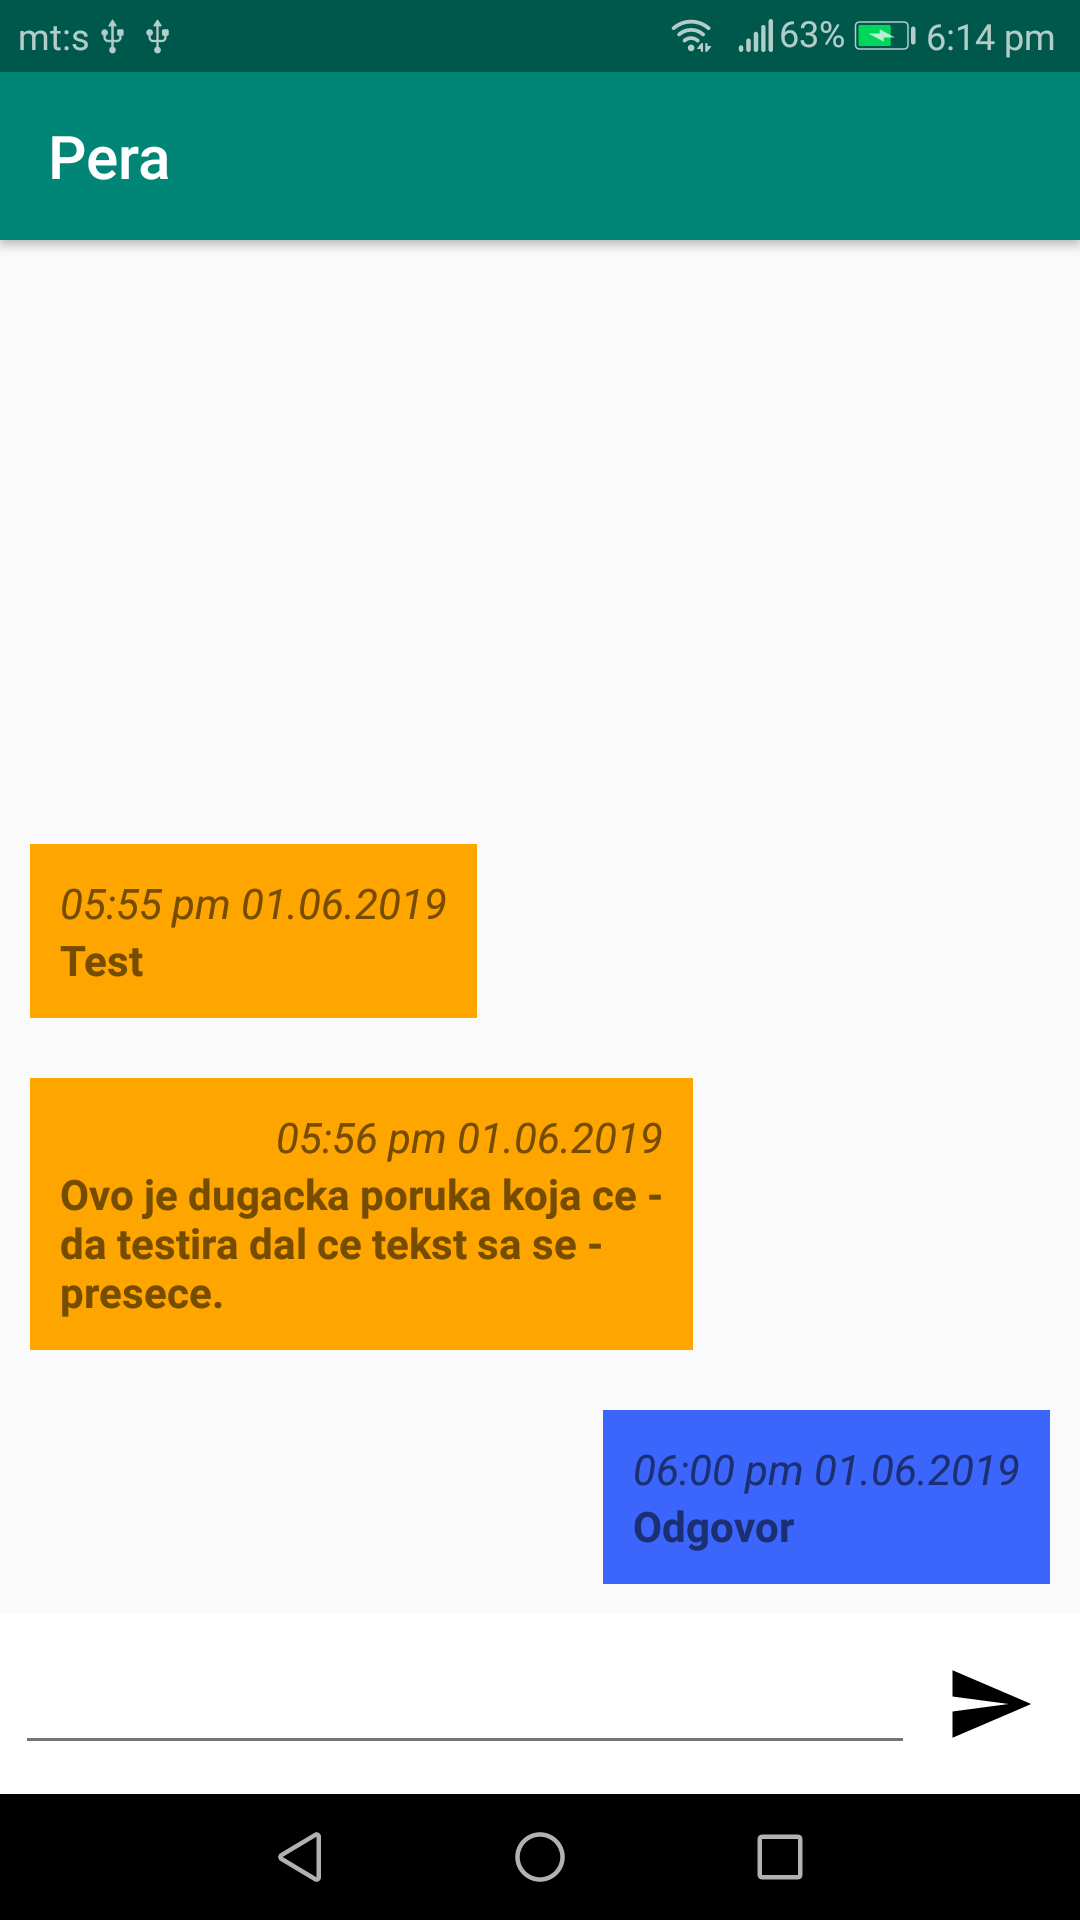 mt:s 63% 6:14 pm
Pera
05:55 pm 01.06.2019
Test
05:56 pm 01.06.2019
Ovo je dugacka poruka koja ce -
da testira dal ce tekst sa se -
presece.
06:00 pm 01.06.2019
Odgovor